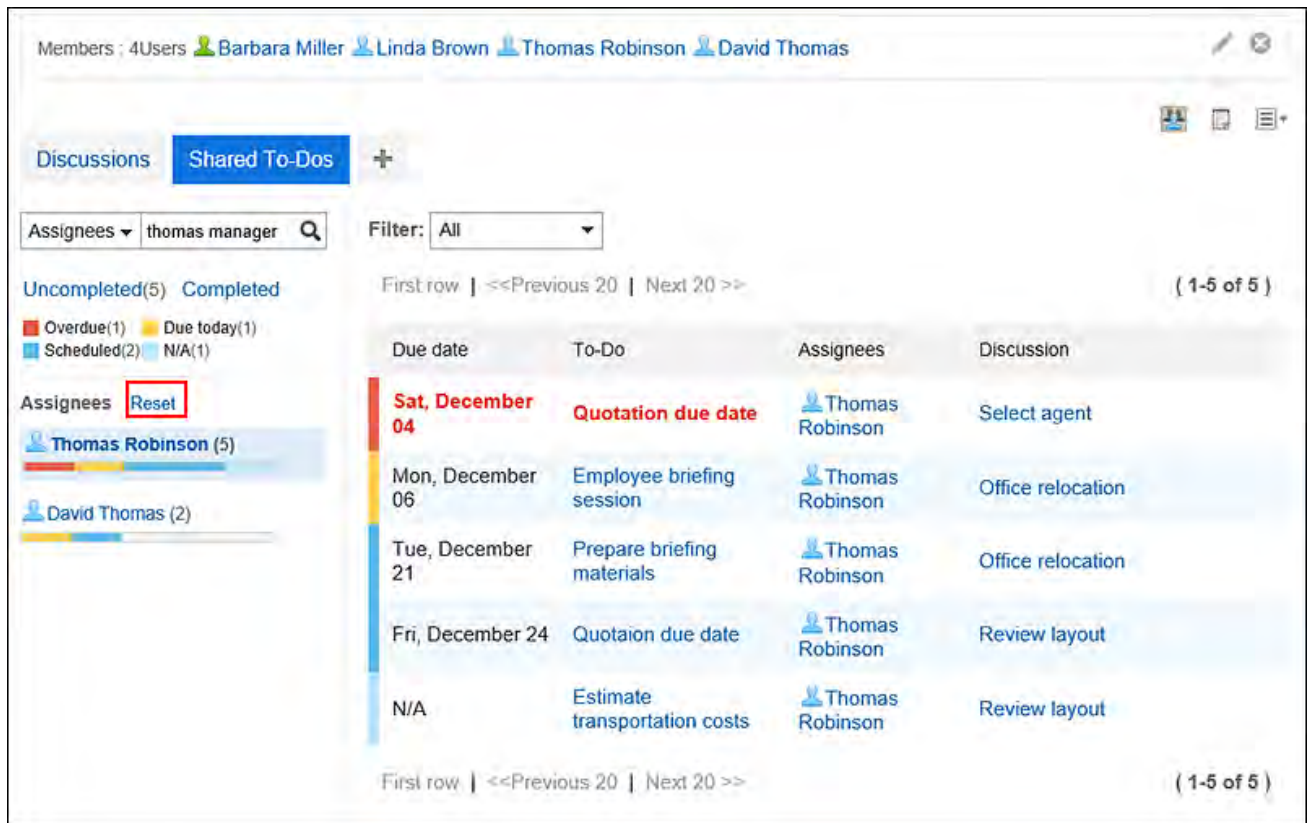 Members : 4Users Barbara Miller Linda Brown Thomas Robinson David Thomas
Discussions Shared To-Dos
Assignees thomas manager Filter: All
Uncompleted(5) Completed
First row | <<Previous 20 | Next 20 >> ( 1-5 of 5 )
Overdue(1) Due today(1)
Scheduled(2) N/A(1)
Assignees Reset
Thomas Robinson (5)
David Thomas (2)
Due date To-Do Assignees Discussion
Sat, December
04
Quotation due date
Thomas
Robinson
Select agent
Mon, December
06
Employee briefing
session
Thomas
Robinson
Office relocation
Tue, December
21
Prepare briefing
materials
Thomas
Robinson
Office relocation
Fri, December 24
Quotaion due date
Thomas
Robinson
Review layout
N/A
Estimate
transportation costs
Thomas
Robinson
Review layout
First row | <<Previous 20 | Next 20 >> ( 1-5 of 5 )